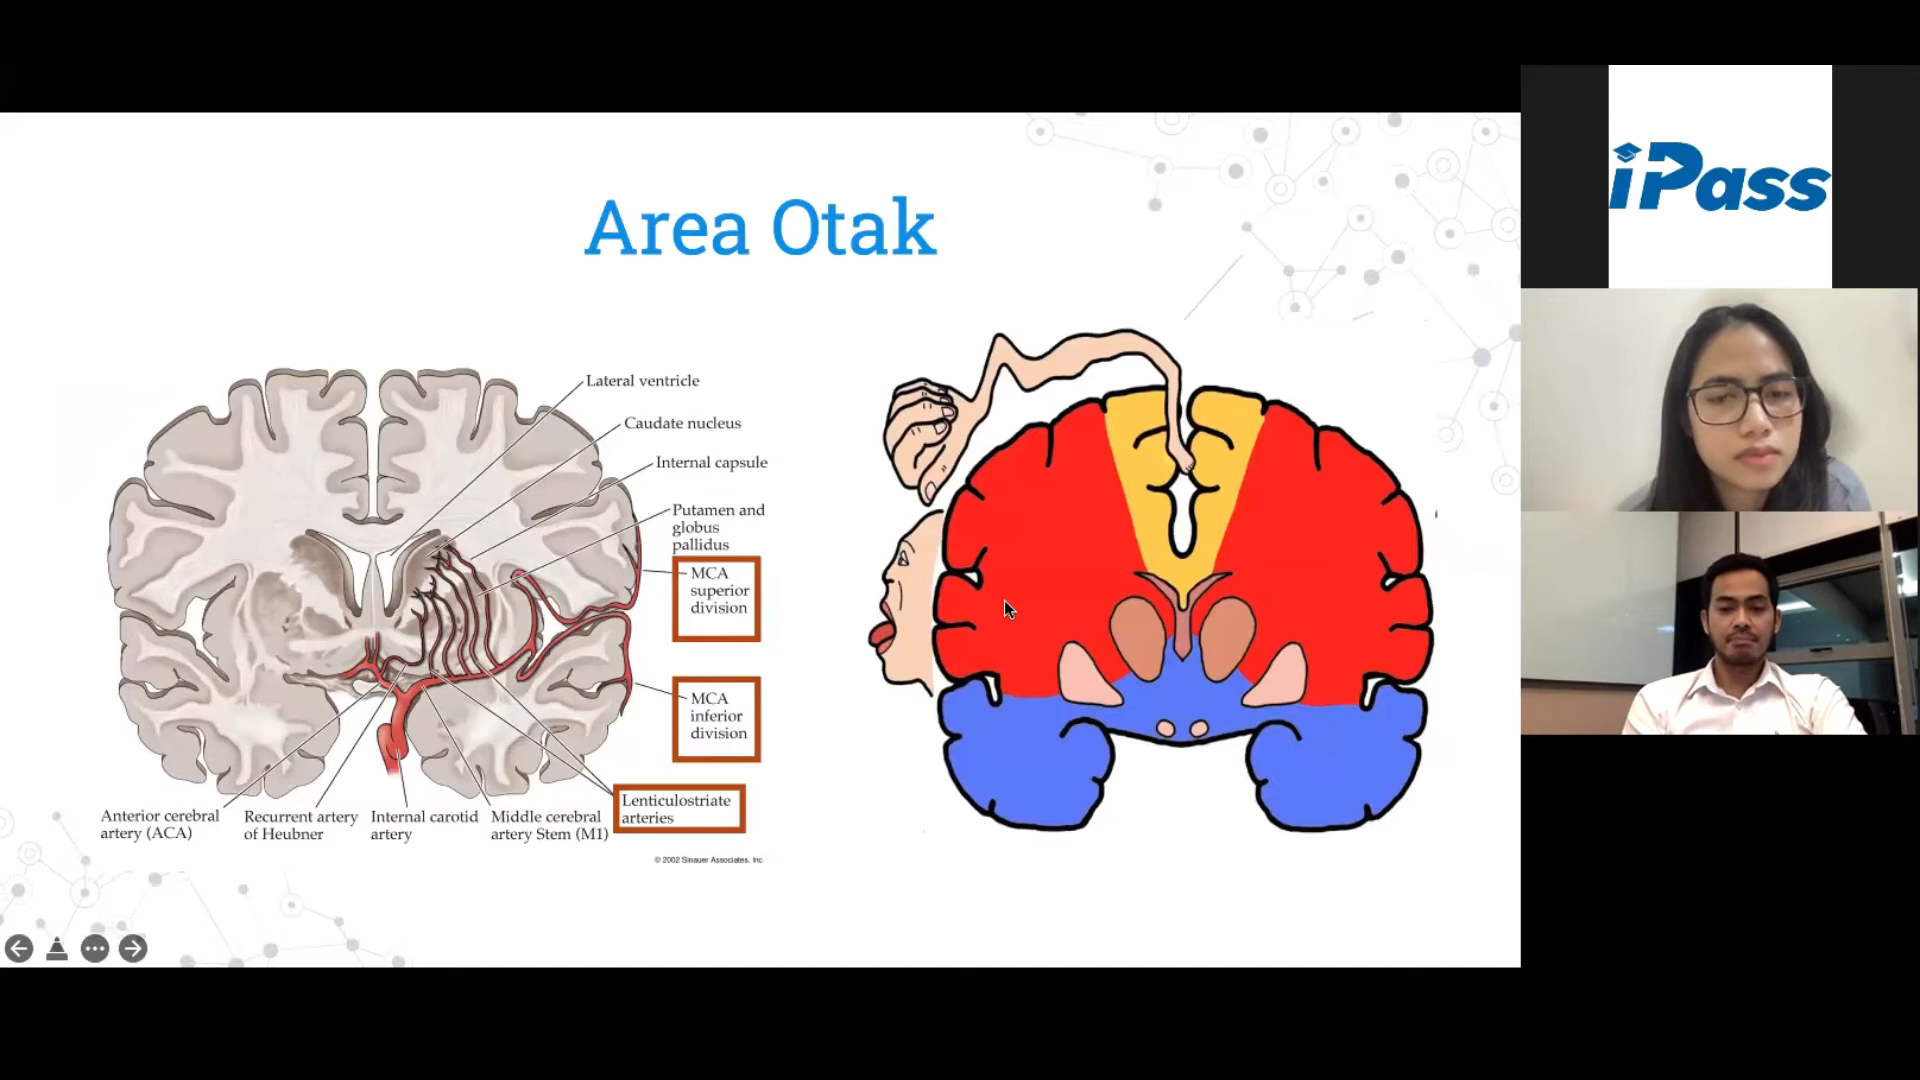 Area Otak
Lateral ventricle
Caudate nucleus
Internal capsule
Putamen and
globus
pallidus
MCA
superior
division
MCA
inferior
division
Lenticulostriate
arteries
Anterior cerebral
artery (ACA)
Recurrent artery
of Heubner
Internal carotid
artery
Middle cerebral
artery Stem (M1)
© 2002 Sinauer Associates, Inc.
iPass